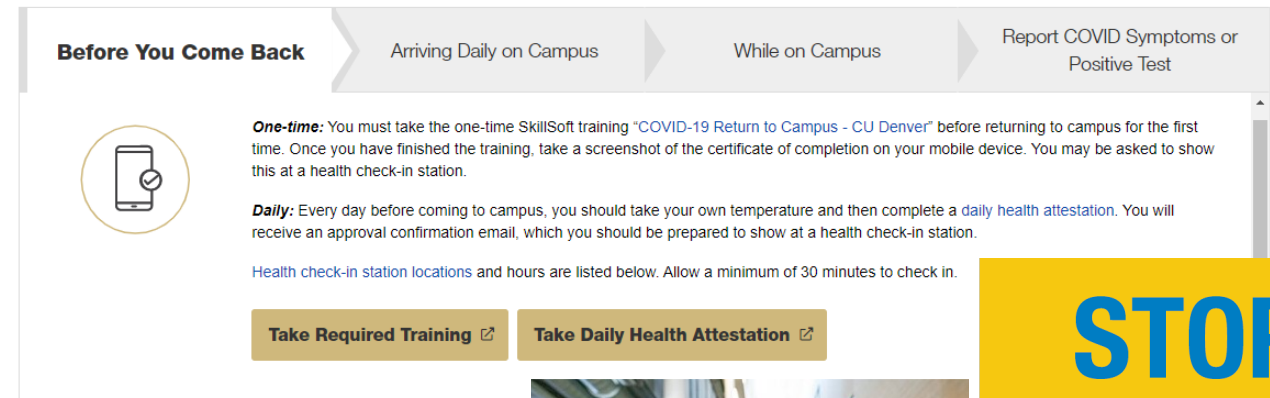 Before You Come Back
Arriving Daily on Campus
While on Campus
Report COVID Symptoms or
Positive Test
One-time: You must take the one-time SkillSoft training “COVID-19 Return to Campus - CU Denver” before returning to campus for the first
time. Once you have finished the training, take a screenshot of the certificate of completion on your mobile device. You may be asked to show
this at a health check-in station.
Daily: Every day before coming to campus, you should take your own temperature and then complete a daily health attestation. You will
receive an approval confirmation email, which you should be prepared to show at a health check-in station.
Health check-in station locations and hours are listed below. Allow a minimum of 30 minutes to check in.
Take Required Training
Take Daily Health Attestation